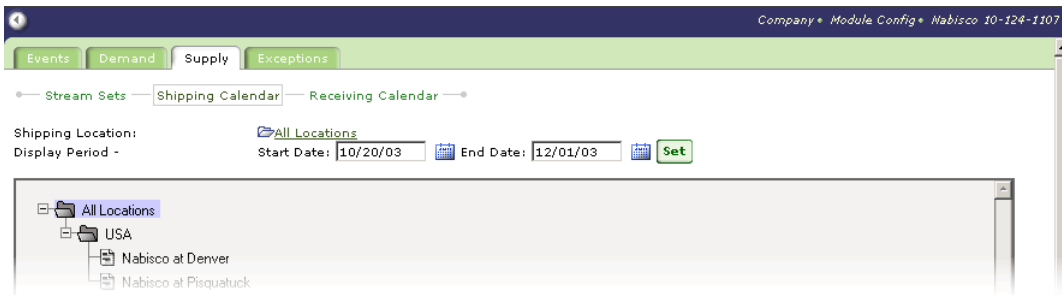 Company • Module Config • Nabisco 10-124-1107
Events Demand Supply Exceptions
Stream Sets Shipping Calendar Receiving Calendar
Shipping Location: All Locations
Display Period - Start Date: 10/20/03 End Date: 12/01/03 Set
All Locations
USA
Nabisco at Denver
Nabisco at Pisquatuck